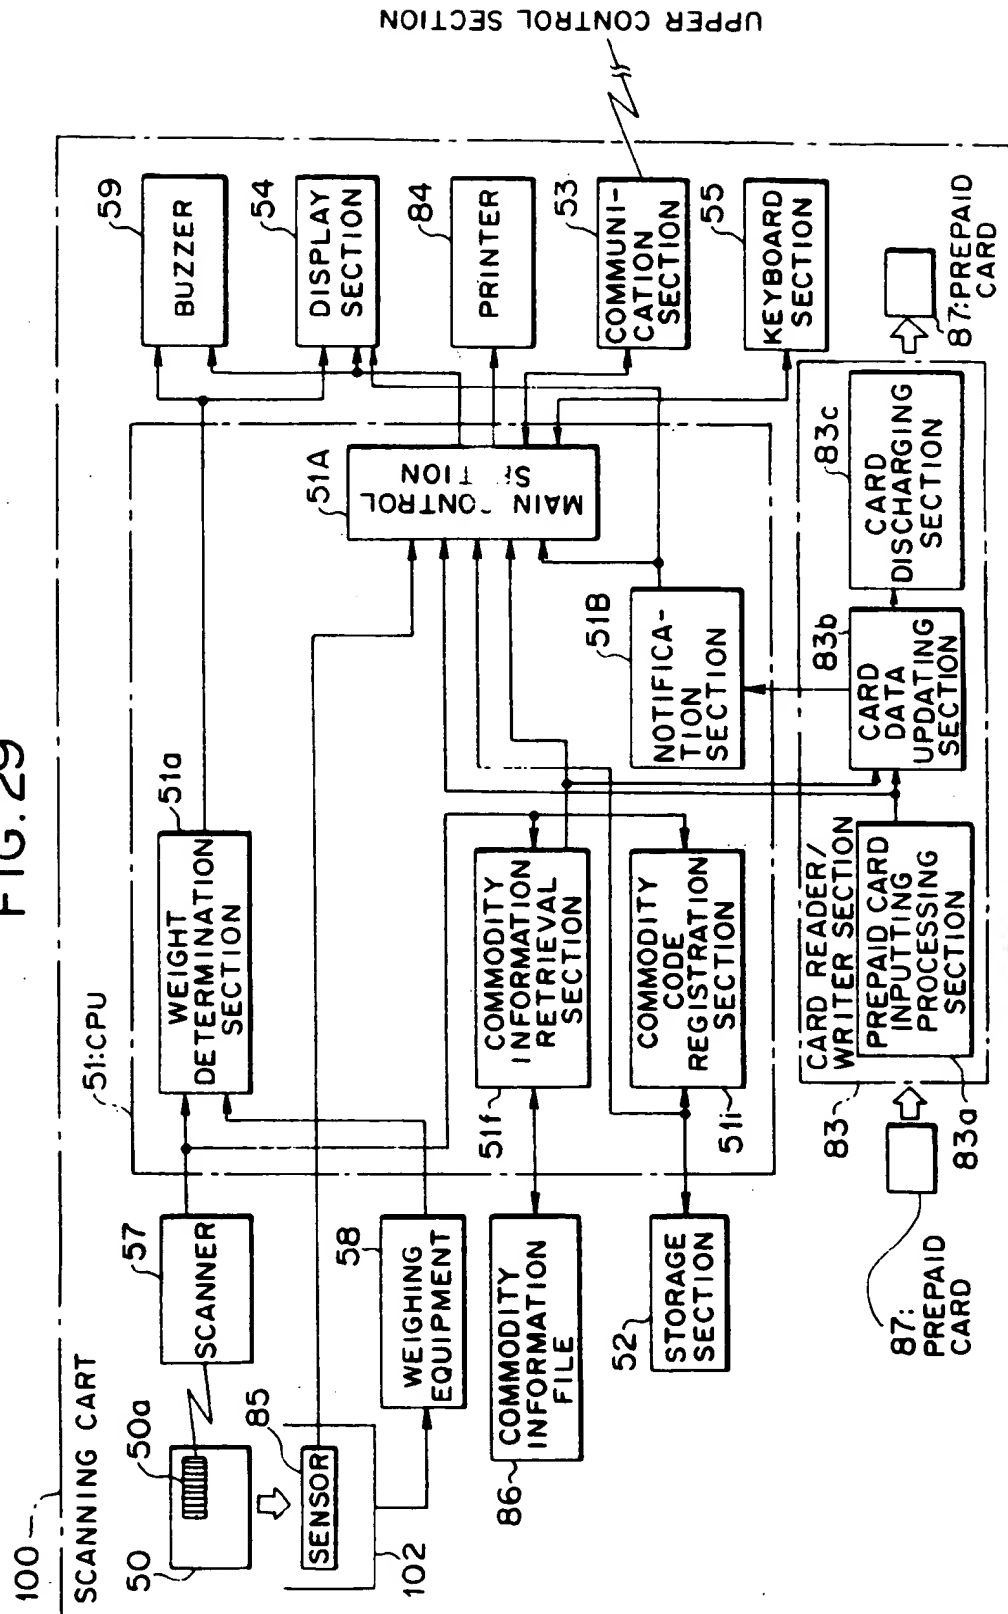 FIG. 29
100
SCANNING CART
UPPER CONTROL SECTION
50
50a
57
SCANNER
85
SENSOR
102
58
WEIGHING
EQUIPMENT
86
COMMODITY
INFORMATION
FILE
52
STORAGE
SECTION
87:
PREPAID
CARD
51:CPU
51a
WEIGHT
DETERMINATION
SECTION
51f
COMMODITY
INFORMATION
RETRIEVAL
SECTION
51i
COMMODITY
CODE
REGISTRATION
SECTION
51A
MAIN CONTROL
SECTION
51B
NOTIFICA-
TION
SECTION
59
BUZZER
54
DISPLAY
SECTION
84
PRINTER
53
COMMUNI-
CATION
SECTION
55
KEYBOARD
SECTION
83
CARD READER/
WRITER SECTION
83a
PREPAID CARD
INPUTTING
PROCESSING
SECTION
83b
CARD
DATA
UPDATING
SECTION
83c
CARD
DISCHARGING
SECTION
87:PREPAID
CARD